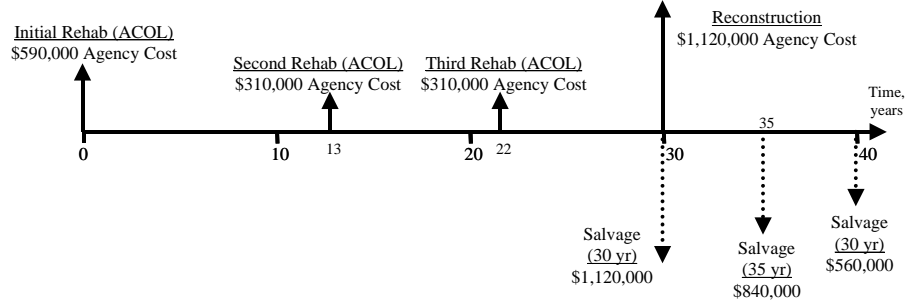 Initial Rehab (ACOL)
$590,000 Agency Cost
Second Rehab (ACOL)
$310,000 Agency Cost
Third Rehab (ACOL)
$310,000 Agency Cost
Reconstruction
$1,120,000 Agency Cost
Time,
years
0
10
13
20
22
30
35
40
Salvage
(30 yr)
$1,120,000
Salvage
(35 yr)
$840,000
Salvage
(30 yr)
$560,000